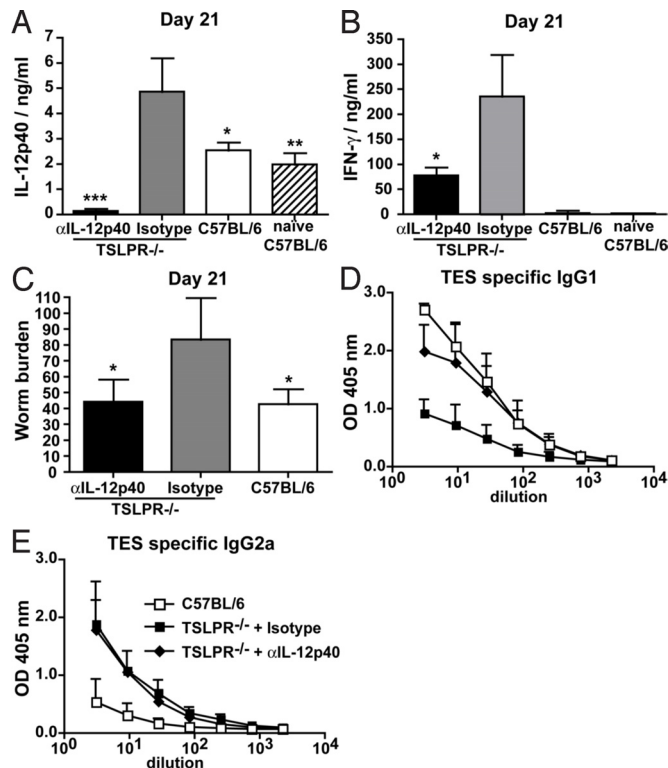 A
Day 21
IL-12p40 / ng/ml
7
6
5
4
3
2
1
0
***
*
**
αIL-12p40 Isotype C57BL/6 naïve C57BL/6
TSLPR-/-
B
Day 21
IFN-γ / ng/ml
350
300
250
200
150
100
50
0
*
αIL-12p40 Isotype C57BL/6 naïve C57BL/6
TSLPR-/-
C
Day 21
Worm burden
110
100
90
80
70
60
50
40
30
20
10
0
*
*
αIL-12p40 Isotype C57BL/6
TSLPR-/-
D
TES specific IgG1
OD 405 nm
3.0
2.0
1.0
0.0
10⁰ 10¹ 10² 10³ 10⁴
dilution
E
TES specific IgG2a
OD 405 nm
3.0
2.0
1.0
0.0
C57BL/6
TSLPR⁻/⁻ + Isotype
TSLPR⁻/⁻ + αIL-12p40
10⁰ 10¹ 10² 10³ 10⁴
dilution